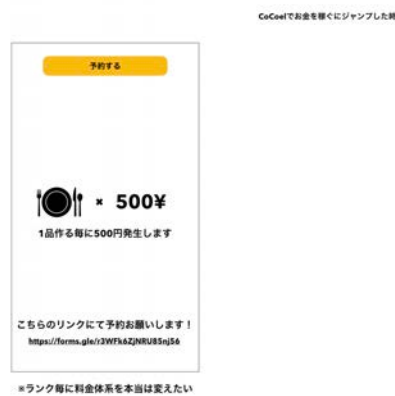 CoCoelでお金を稼ぐにジャンプした時
予約する
× 500¥
1品作る毎に500円発生します
こちらのリンクにて予約お願いします！
https://forms.gle/r3WFk6ZjNRU85nj56
※ランク毎に料金体系を本当は変えたい